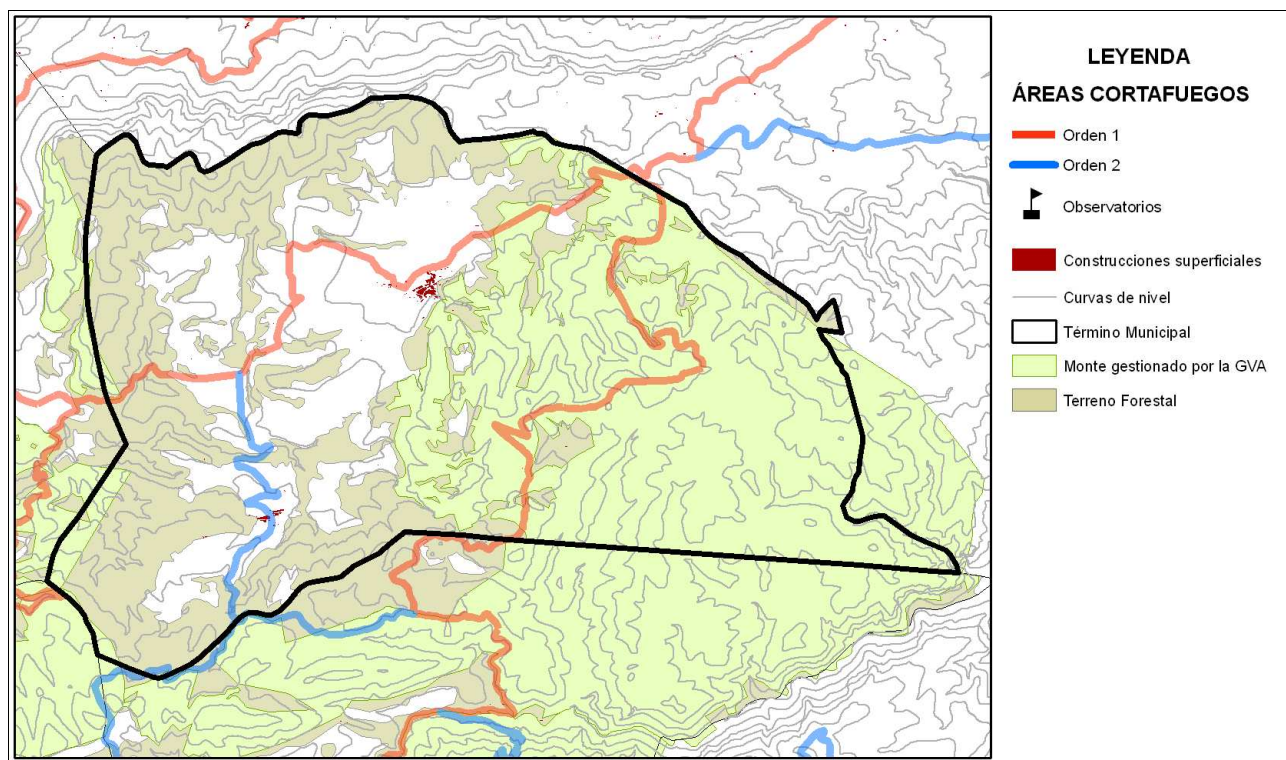 LEYENDA
ÁREAS CORTAFUEGOS
Orden 1
Orden 2
Observatorios
Construcciones superficiales
Curvas de nivel
Término Municipal
Monte gestionado por la GVA
Terreno Forestal